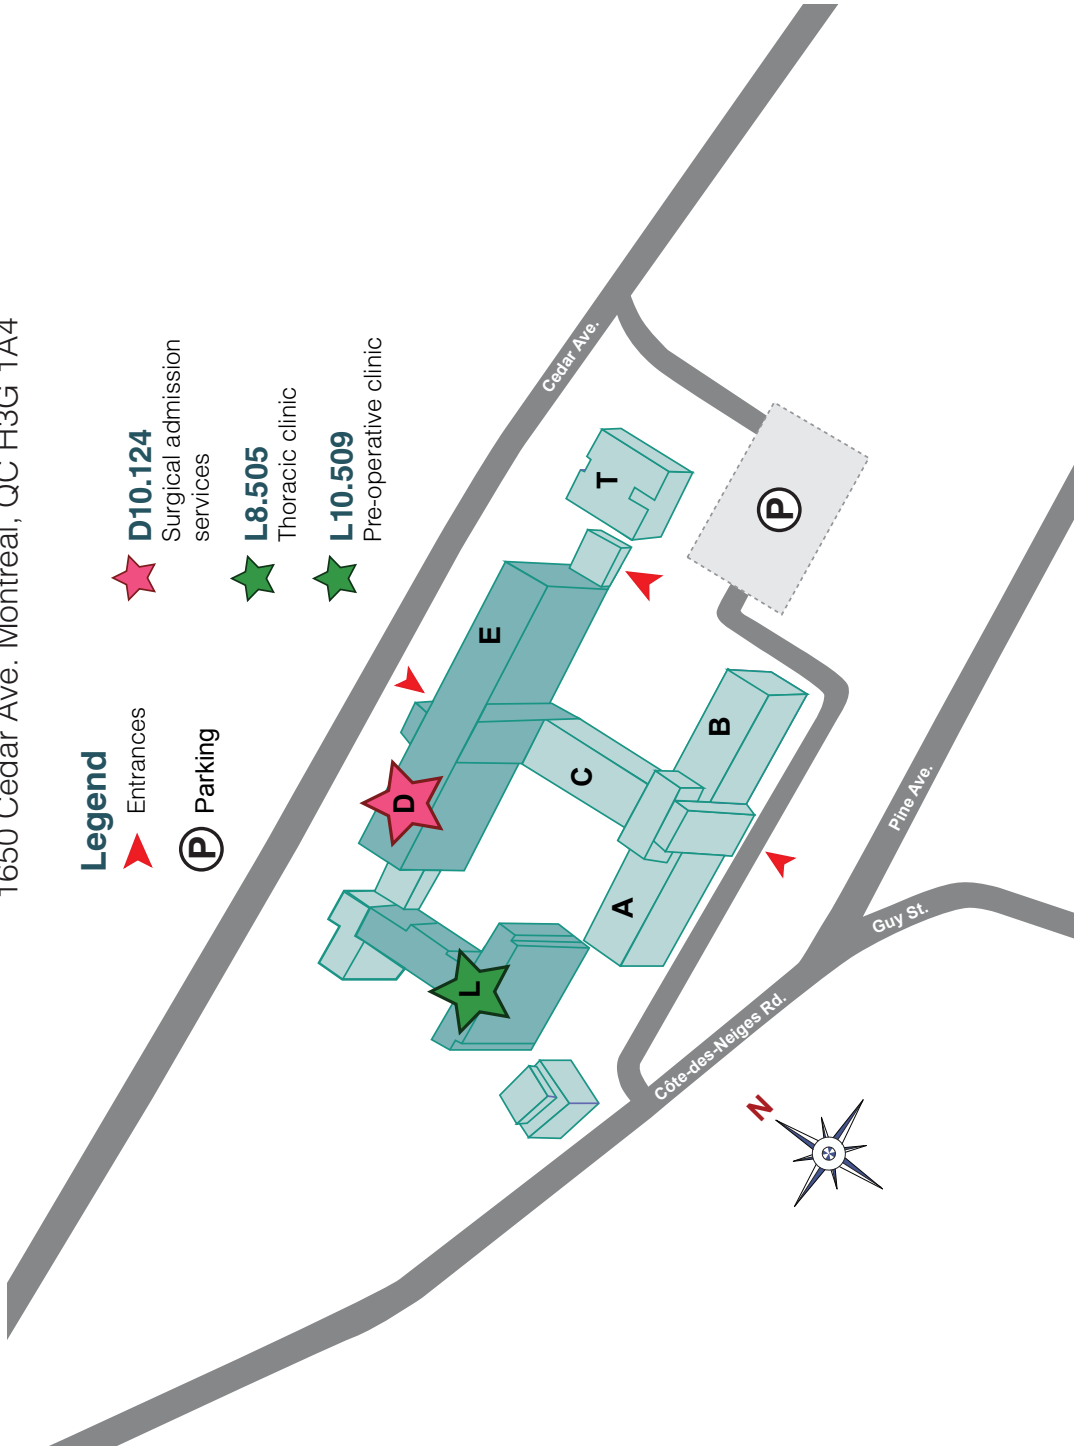 1650 Cedar Ave. Montreal, QC H3G 1A4
Legend
Entrances
P Parking
D10.124
Surgical admission
services
L8.505
Thoracic clinic
L10.509
Pre-operative clinic
Cedar Ave.
D
E
T
L
C
A
B
P
Côte-des-Neiges Rd.
Guy St.
Pine Ave.
N